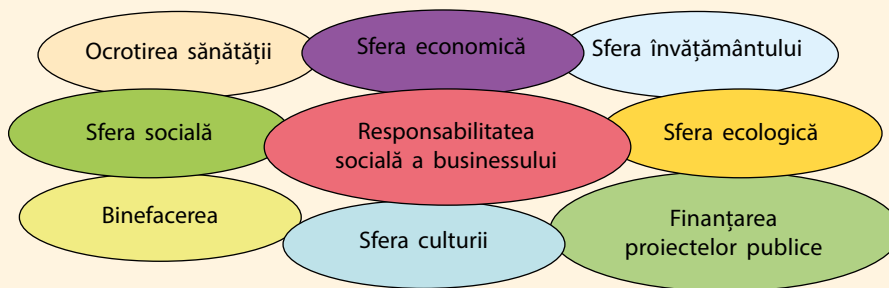 Ocrotirea sănătății
Sfera economică
Sfera învățământului
Sfera socială
Responsabilitatea
socială a businessului
Sfera ecologică
Binefacerea
Sfera culturii
Finanțarea
proiectelor publice